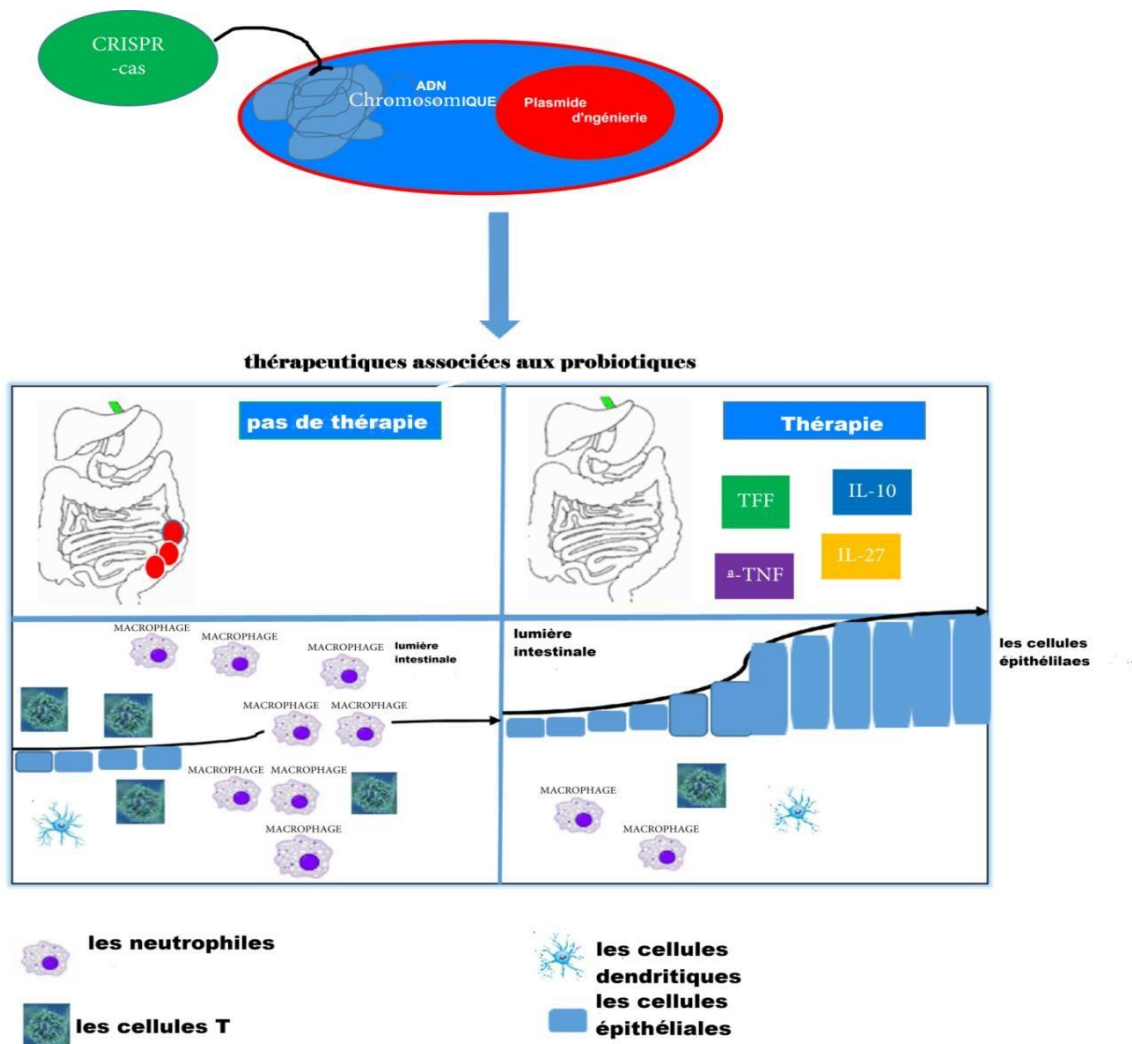 CRISPR
-cas
ADN
ChromosomIQUE
Plasmide
d'ngénierie
thérapeutiques associées aux probiotiques
pas de thérapie
Thérapie
TFF
IL-10
a-TNF
IL-27
MACROPHAGE
MACROPHAGE
MACROPHAGE
lumière
intestinale
MACROPHAGE
MACROPHAGE
MACROPHAGE
MACROPHAGE
MACROPHAGE
lumière
intestinale
les cellules
épithélilaes
MACROPHAGE
MACROPHAGE
les neutrophiles
les cellules
dendritiques
les cellules T
les cellules
épithéliales